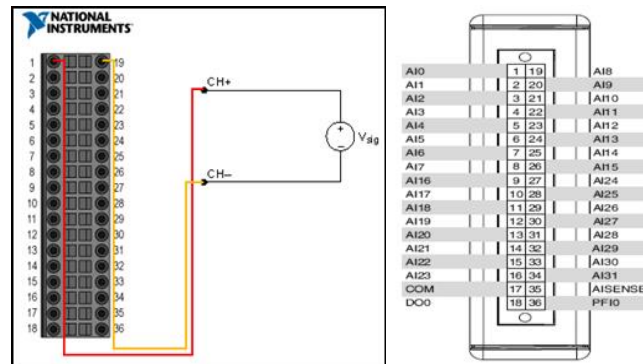 NATIONAL
INSTRUMENTS
1 19
2 20
3 21
4 22
5 23
6 24
7 25
8 26
9 27
10 28
11 29
12 30
13 31
14 32
15 33
16 34
17 35
18 36
CH+
Vsig
CH−
AI0 1 19 AI8
AI1 2 20 AI9
AI2 3 21 AI10
AI3 4 22 AI11
AI4 5 23 AI12
AI5 6 24 AI13
AI6 7 25 AI14
AI7 8 26 AI15
AI16 9 27 AI24
AI17 10 28 AI25
AI18 11 29 AI26
AI19 12 30 AI27
AI20 13 31 AI28
AI21 14 32 AI29
AI22 15 33 AI30
AI23 16 34 AI31
COM 17 35 AISENSE
DO0 18 36 PFI0